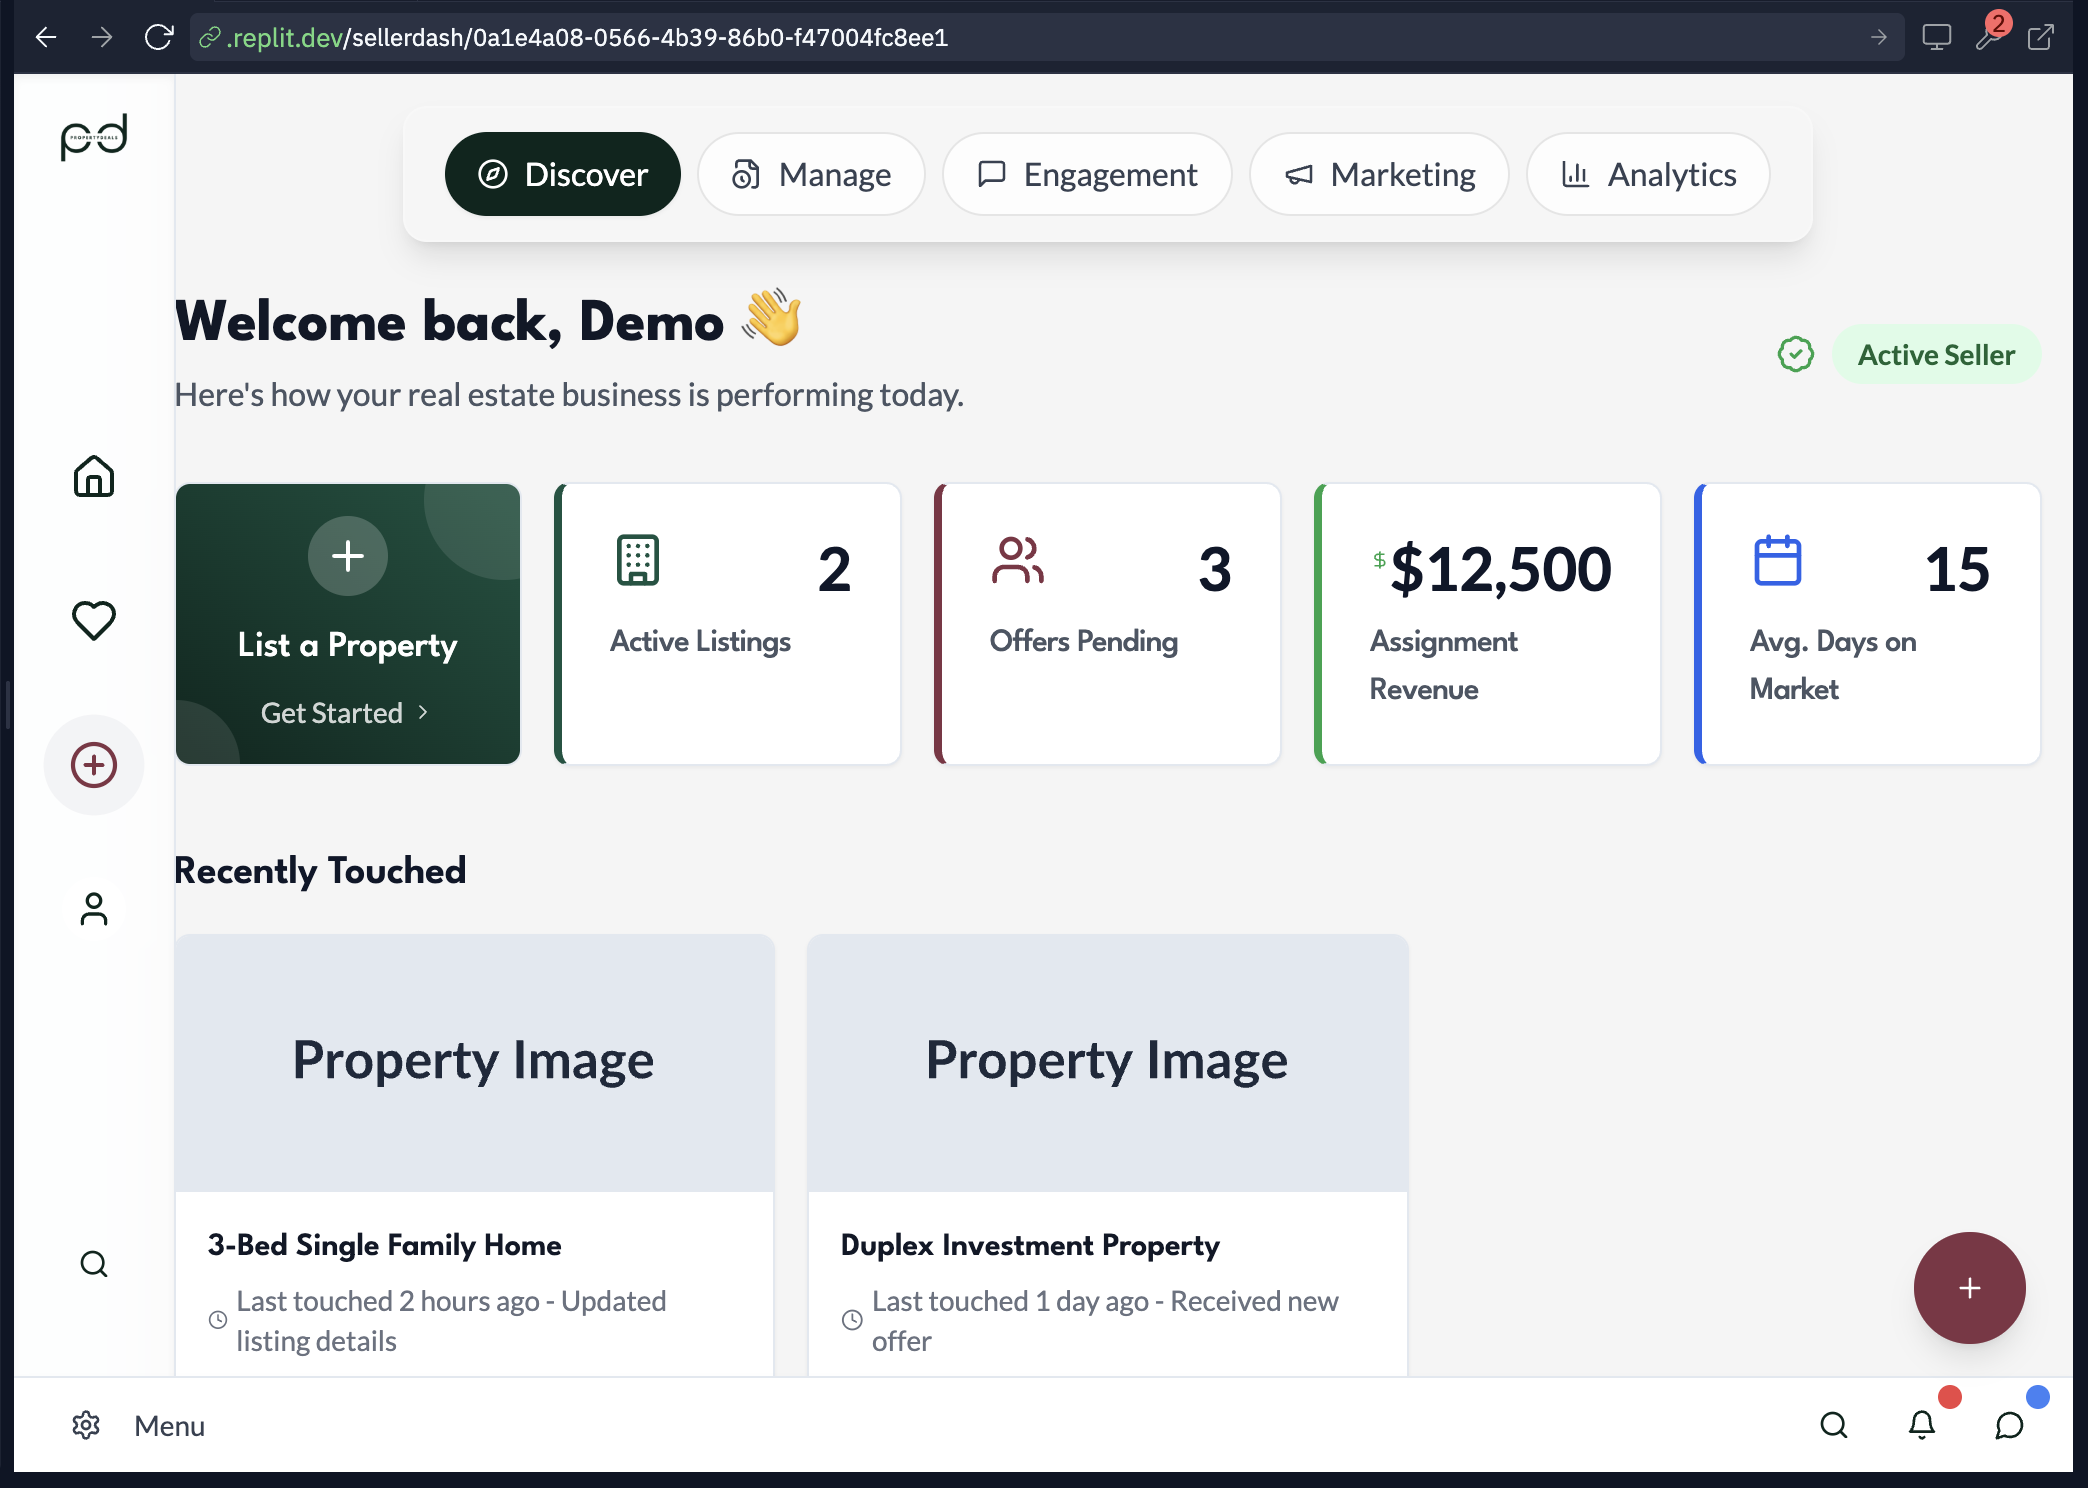 .replit.dev/sellerdash/0a1e4a08-0566-4b39-86b0-f47004fc8ee1
2
pd
PROPERTYDEALS
Discover
Manage
Engagement
Marketing
Analytics
Welcome back, Demo 👋
Here's how your real estate business is performing today.
Active Seller
List a Property
Get Started
2
Active Listings
3
Offers Pending
$$12,500
Assignment
Revenue
15
Avg. Days on
Market
Recently Touched
Property Image
3-Bed Single Family Home
Last touched 2 hours ago - Updated
listing details
Property Image
Duplex Investment Property
Last touched 1 day ago - Received new
offer
Menu